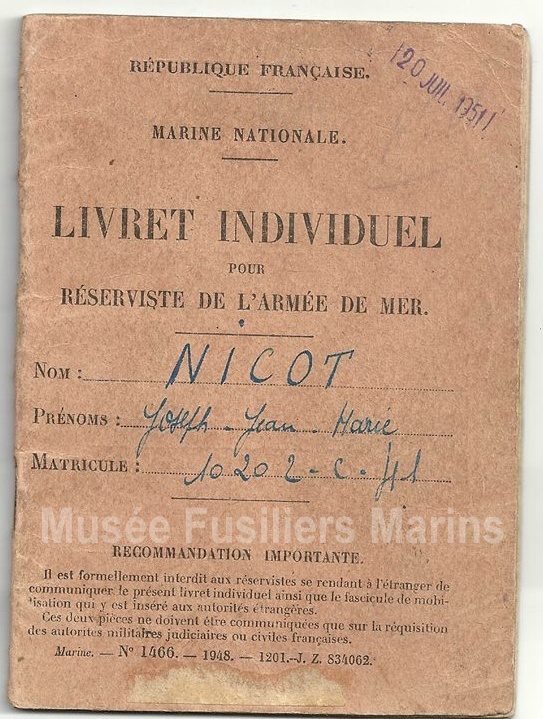 RÉPUBLIQUE FRANÇAISE.
20 JUIL 1951
MARINE NATIONALE.
LIVRET INDIVIDUEL
POUR
RÉSERVISTE DE L'ARMÉE DE MER.
NOM : NICOT
PRÉNOMS : Joseph - Jean - Marie
MATRICULE : 10202-C-41
Musée Fusiliers Marins
RECOMMANDATION IMPORTANTE.
Il est formellement interdit aux réservistes se rendant à l'étranger de
communiquer le présent livret individuel ainsi que le fascicule de mobi-
lisation qui y est inséré aux autorités étrangères.
Ces deux pièces ne doivent être communiquées que sur la réquisition
des autorités militaires judiciaires ou civiles françaises.
Marine. — N° 1466. — 1948. — 1201.-J. Z. 834062.